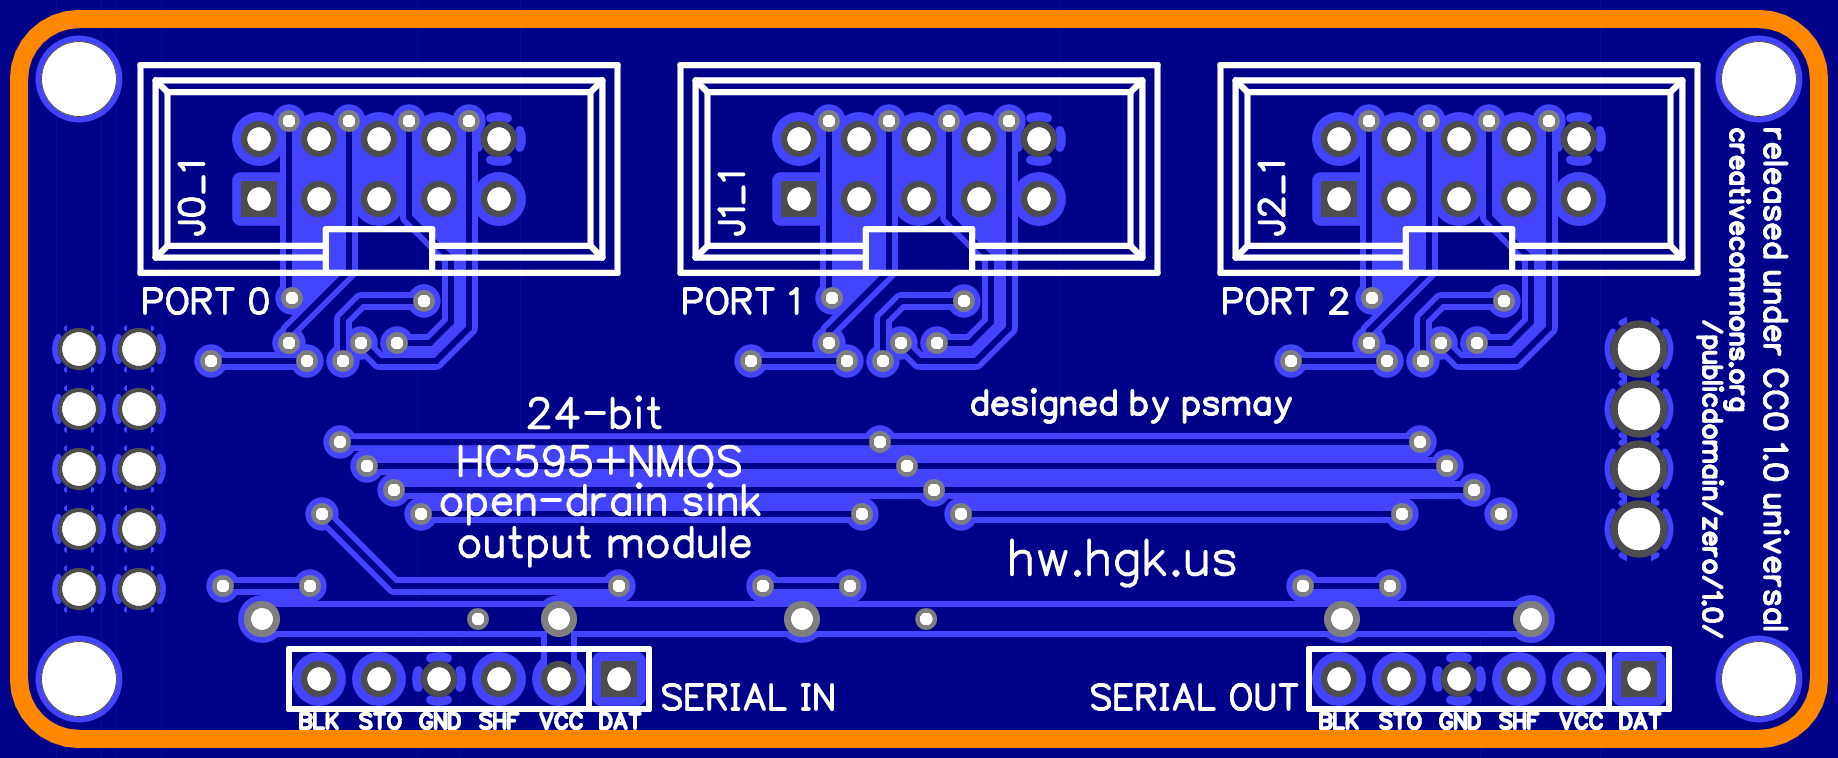 J0_1
J1_1
J2_1
PORT 0
PORT 1
PORT 2
released under CC0 1.0 universal
creativecommons.org
/publicdomain/zero/1.0/
24-bit
HC595+NMOS
open-drain sink
output module
designed by psmay
hw.hgk.us
SERIAL IN
SERIAL OUT
BLK STO GND SHF VCC DAT
BLK STO GND SHF VCC DAT